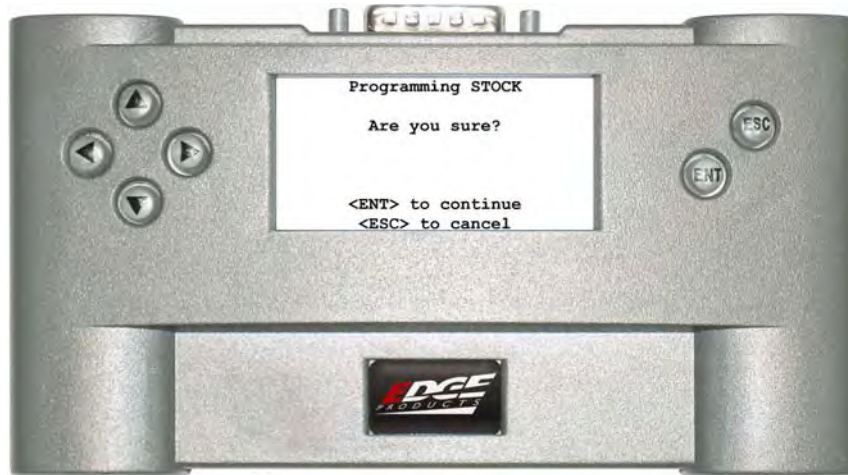 Programming STOCK
Are you sure?
<ENT> to continue
<ESC> to cancel
ESC
ENT
EDGE
PRODUCTS